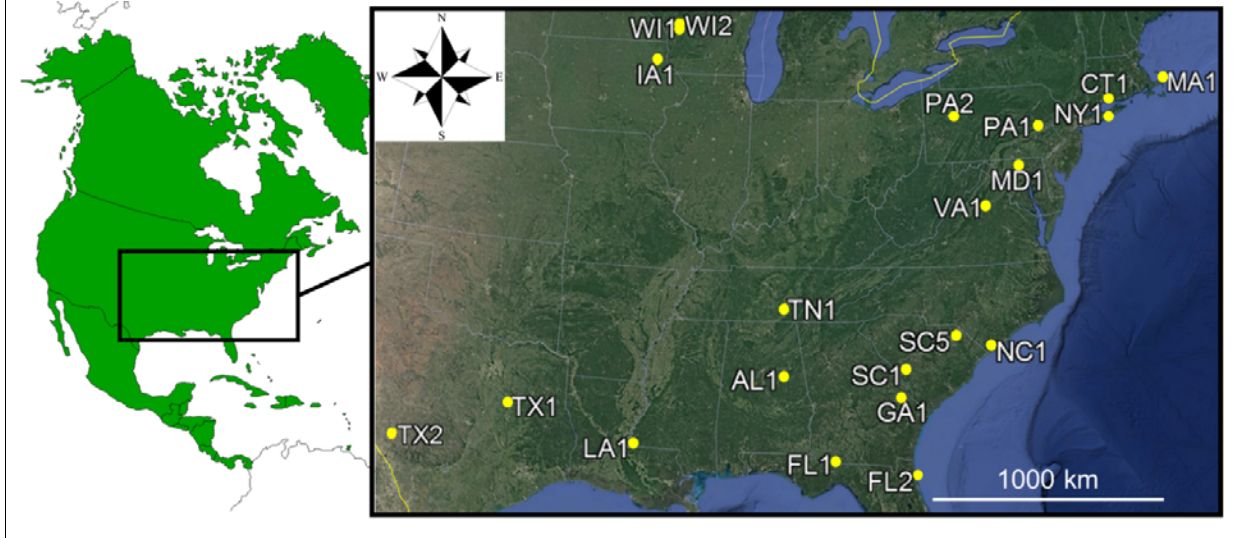 N
W
E
S
WI1
WI2
IA1
MA1
CT1
NY1
PA2
PA1
MD1
VA1
TN1
SC5
NC1
AL1
SC1
GA1
TX1
TX2
LA1
FL1
FL2
1000 km